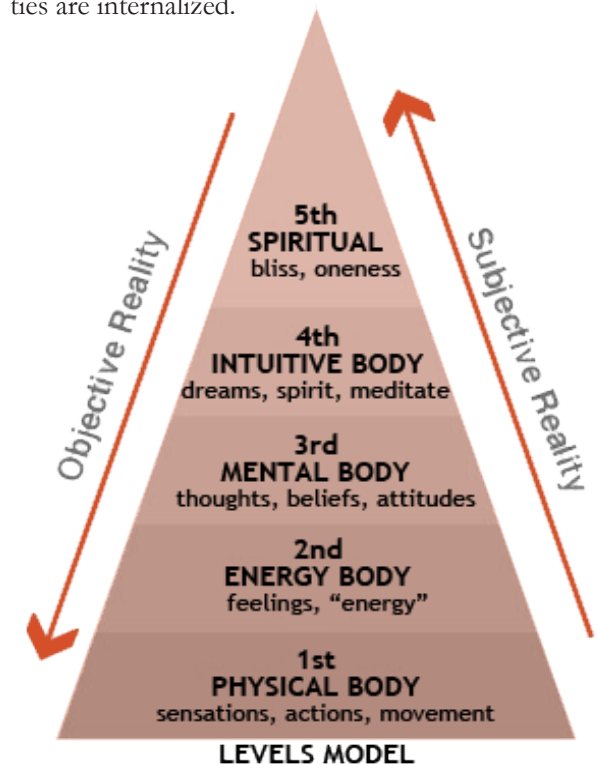 ties are internalized.
5th
SPIRITUAL
bliss, oneness
4th
INTUITIVE BODY
dreams, spirit, meditate
3rd
MENTAL BODY
thoughts, beliefs, attitudes
2nd
ENERGY BODY
feelings, “energy”
1st
PHYSICAL BODY
sensations, actions, movement
LEVELS MODEL
Objective Reality
Subjective Reality